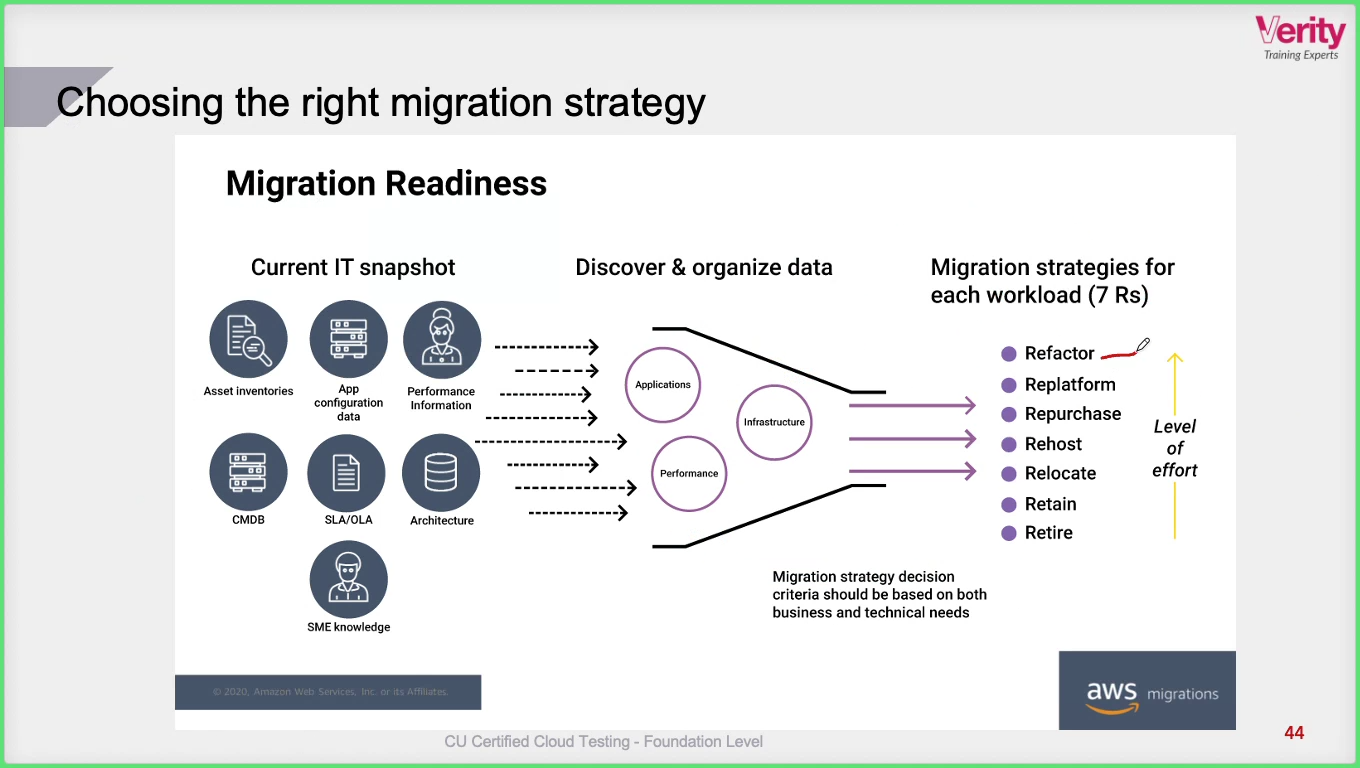 Verity
Training Experts
Choosing the right migration strategy
Migration Readiness
Current IT snapshot
Discover & organize data
Migration strategies for
each workload (7 Rs)
Asset inventories
App
configuration
data
Performance
Information
CMDB
SLA/OLA
Architecture
SME knowledge
Applications
Infrastructure
Performance
Refactor
Replatform
Repurchase
Rehost
Relocate
Retain
Retire
Level
of
effort
Migration strategy decision
criteria should be based on both
business and technical needs
© 2020, Amazon Web Services, Inc. or its Affiliates.
aws migrations
CU Certified Cloud Testing - Foundation Level
44